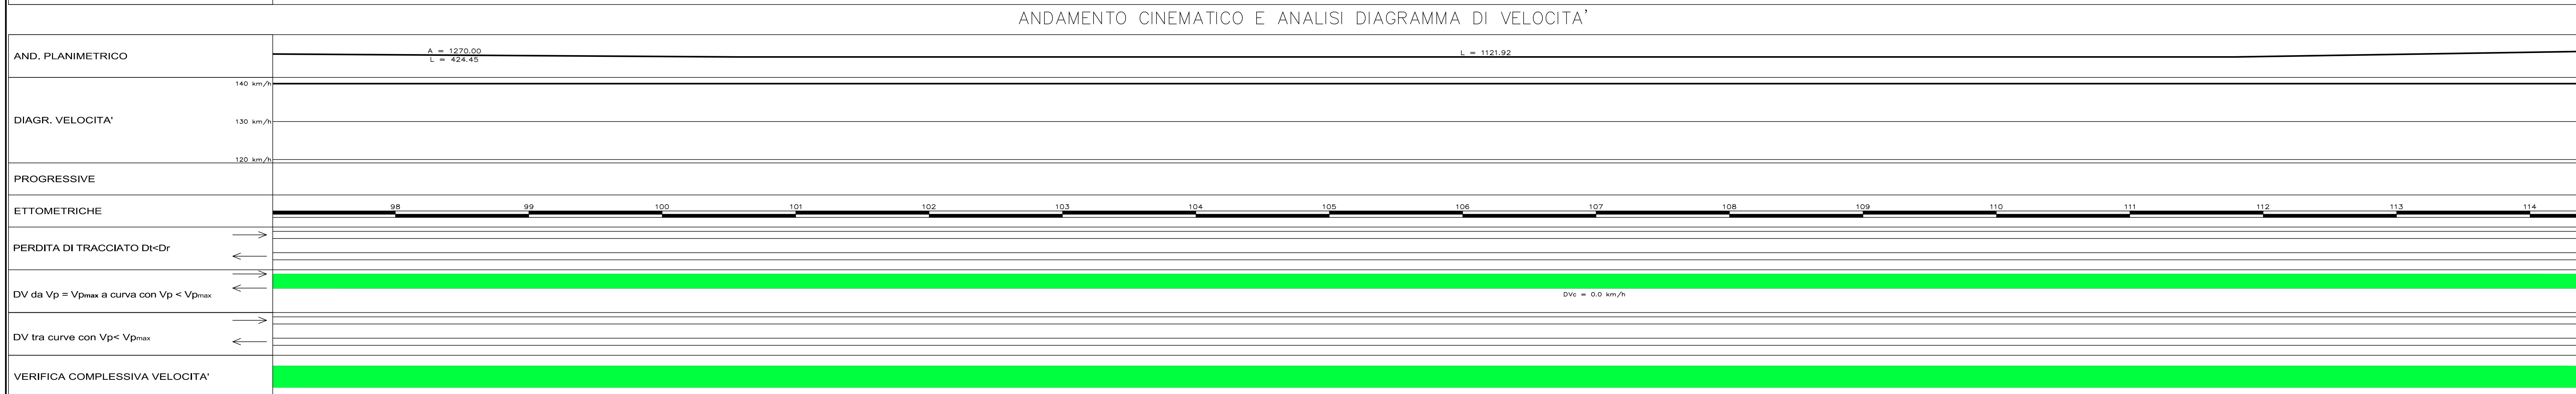 ANDAMENTO CINEMATICO E ANALISI DIAGRAMMA DI VELOCITA'
AND. PLANIMETRICO
A = 1270.00
L = 424.45
L = 1121.92
DIAGR. VELOCITA'
140 km/h
130 km/h
120 km/h
PROGRESSIVE
ETTOMETRICHE
98 99 100 101 102 103 104 105 106 107 108 109 110 111 112 113 114
PERDITA DI TRACCIATO Dt<Dr
DV da Vp = Vpmax a curva con Vp < Vpmax
DVc = 0.0 km/h
DV tra curve con Vp< Vpmax
VERIFICA COMPLESSIVA VELOCITA'